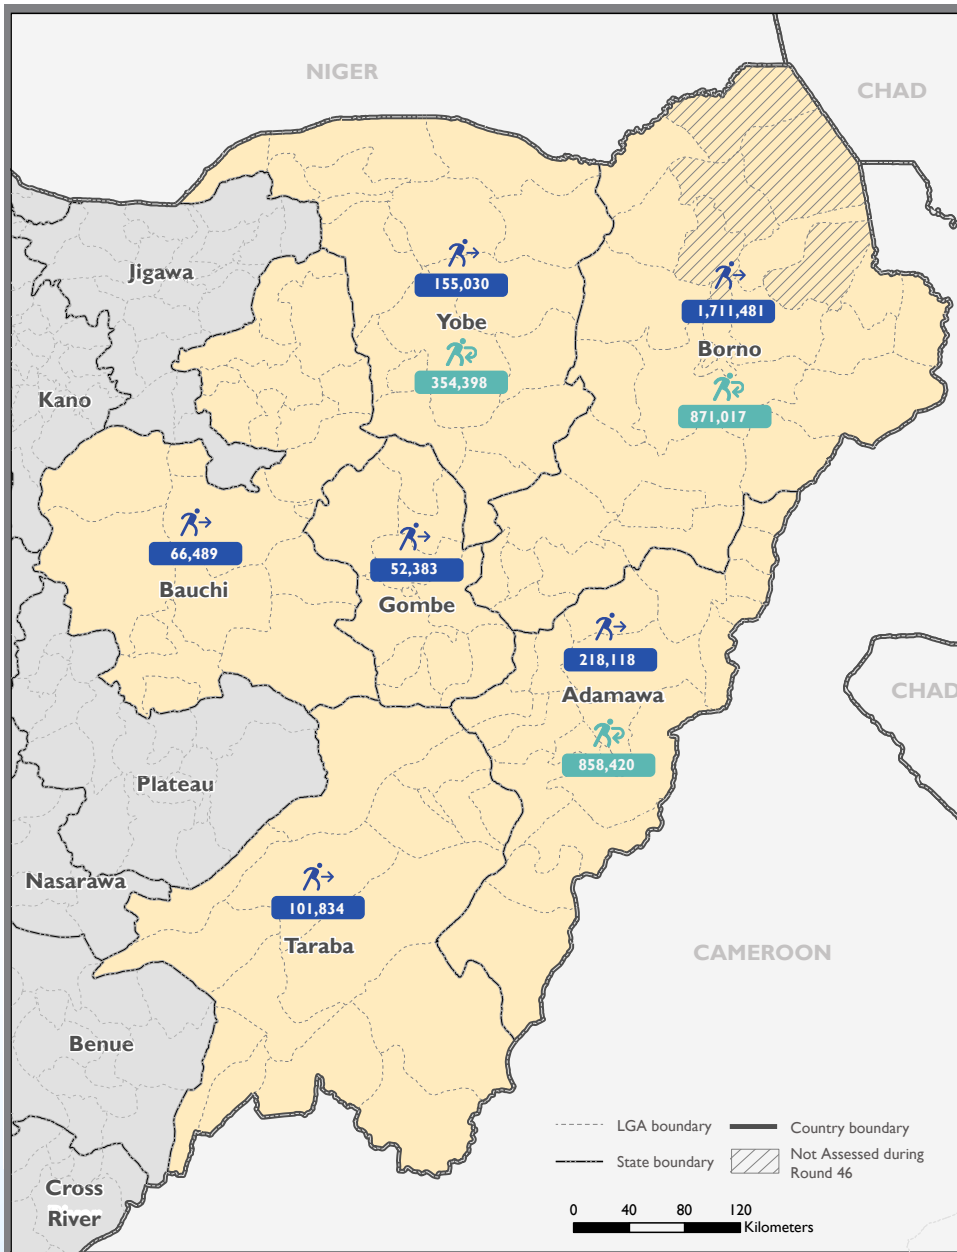 NIGER
CHAD
Jigawa
155,030
Yobe
354,398
1,711,481
Borno
871,017
Kano
66,489
Bauchi
52,383
Gombe
218,118
Adamawa
858,420
CHAD
Plateau
Nasarawa
101,834
Taraba
CAMEROON
Benue
Cross
River
LGA boundary
Country boundary
State boundary
Not Assessed during
Round 46
0 40 80 120
Kilometers